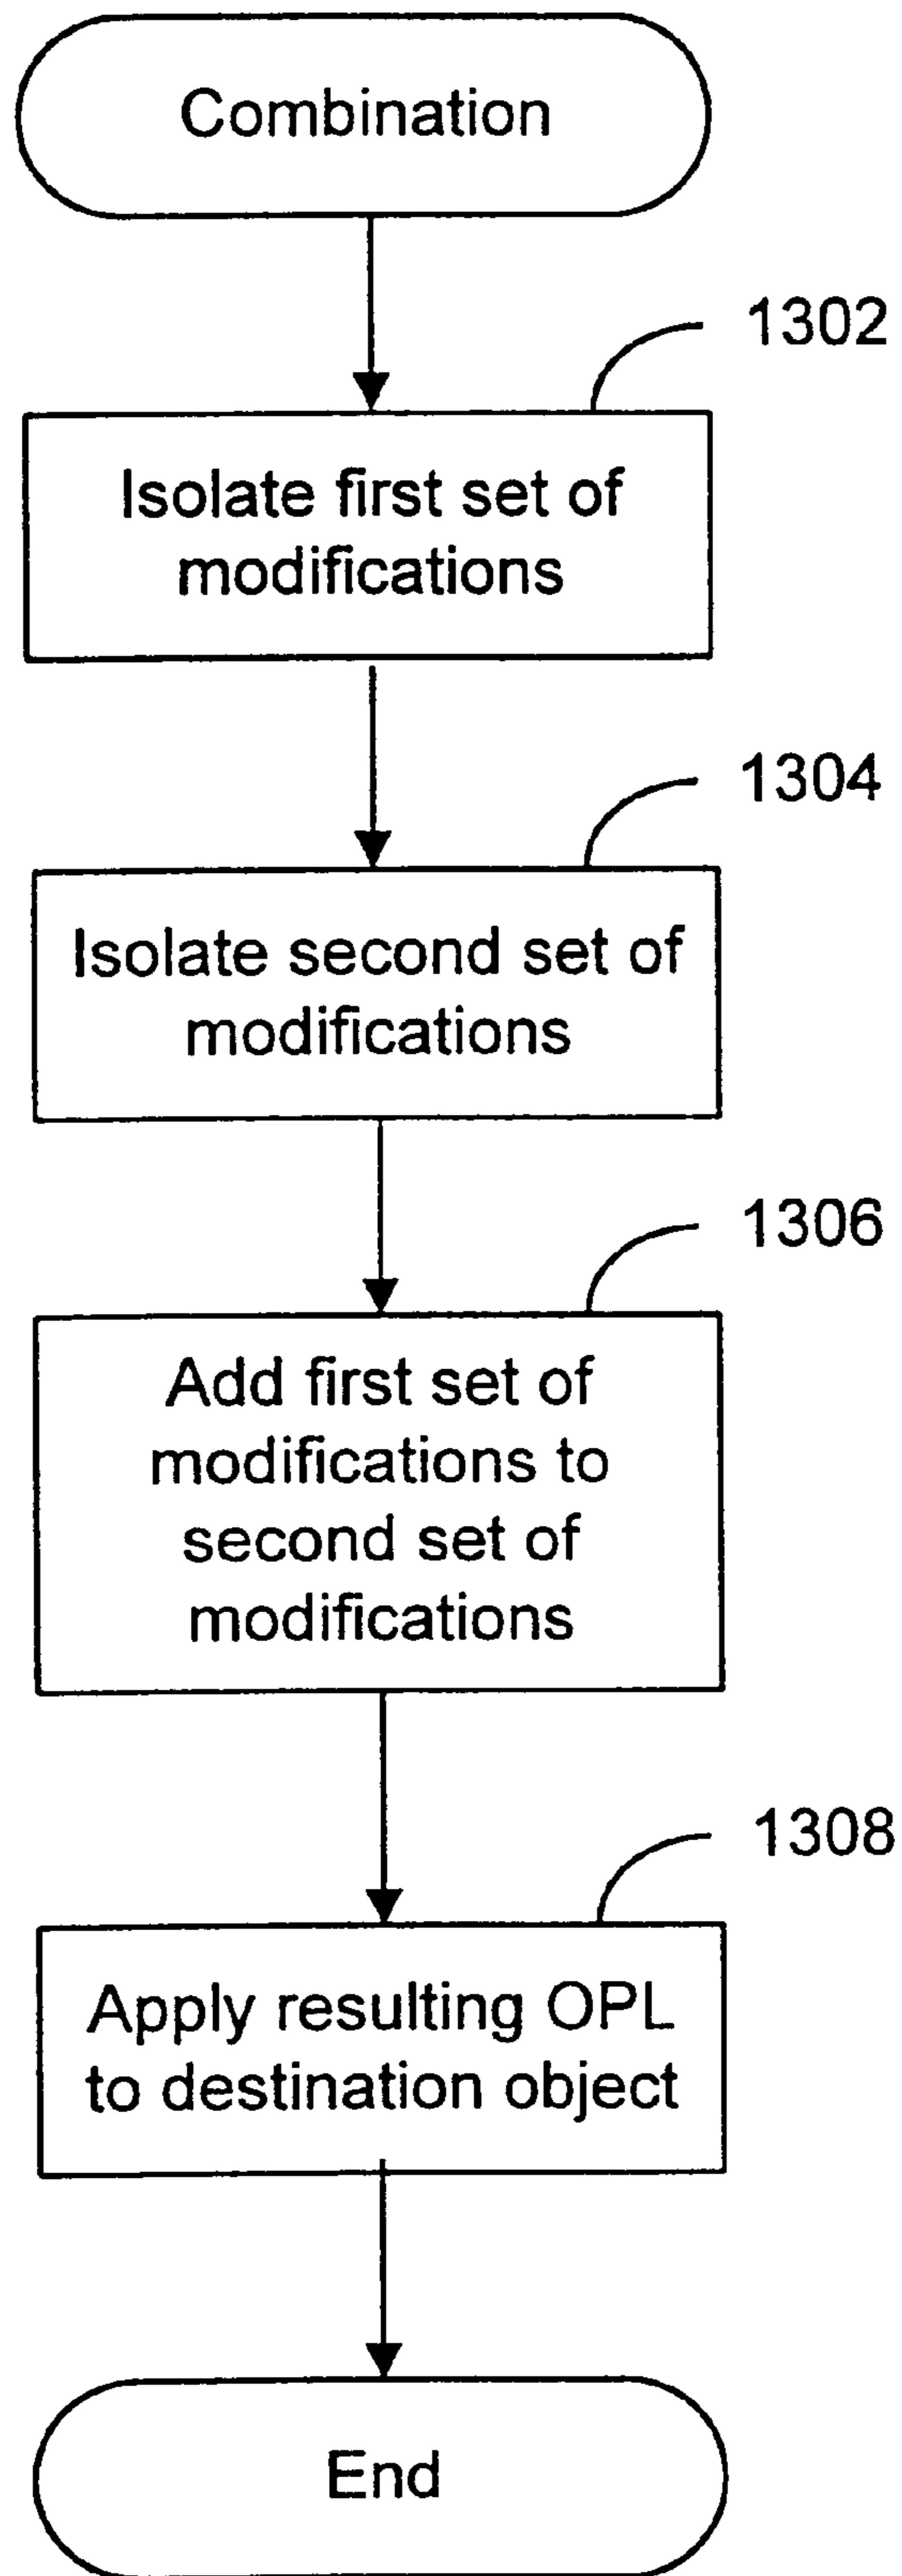 Combination
1302
Isolate first set of
modifications
1304
Isolate second set of
modifications
1306
Add first set of
modifications to
second set of
modifications
1308
Apply resulting OPL
to destination object
End